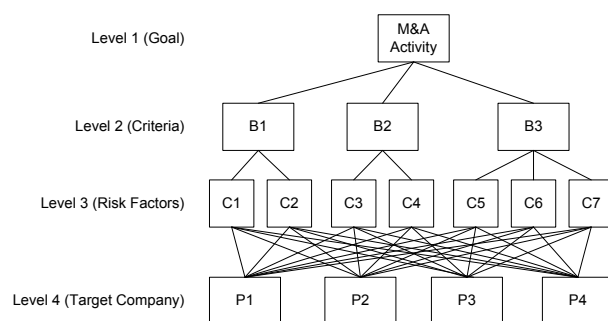 Level 1 (Goal)
M&A
Activity
Level 2 (Criteria)
B1
B2
B3
Level 3 (Risk Factors)
C1
C2
C3
C4
C5
C6
C7
Level 4 (Target Company)
P1
P2
P3
P4